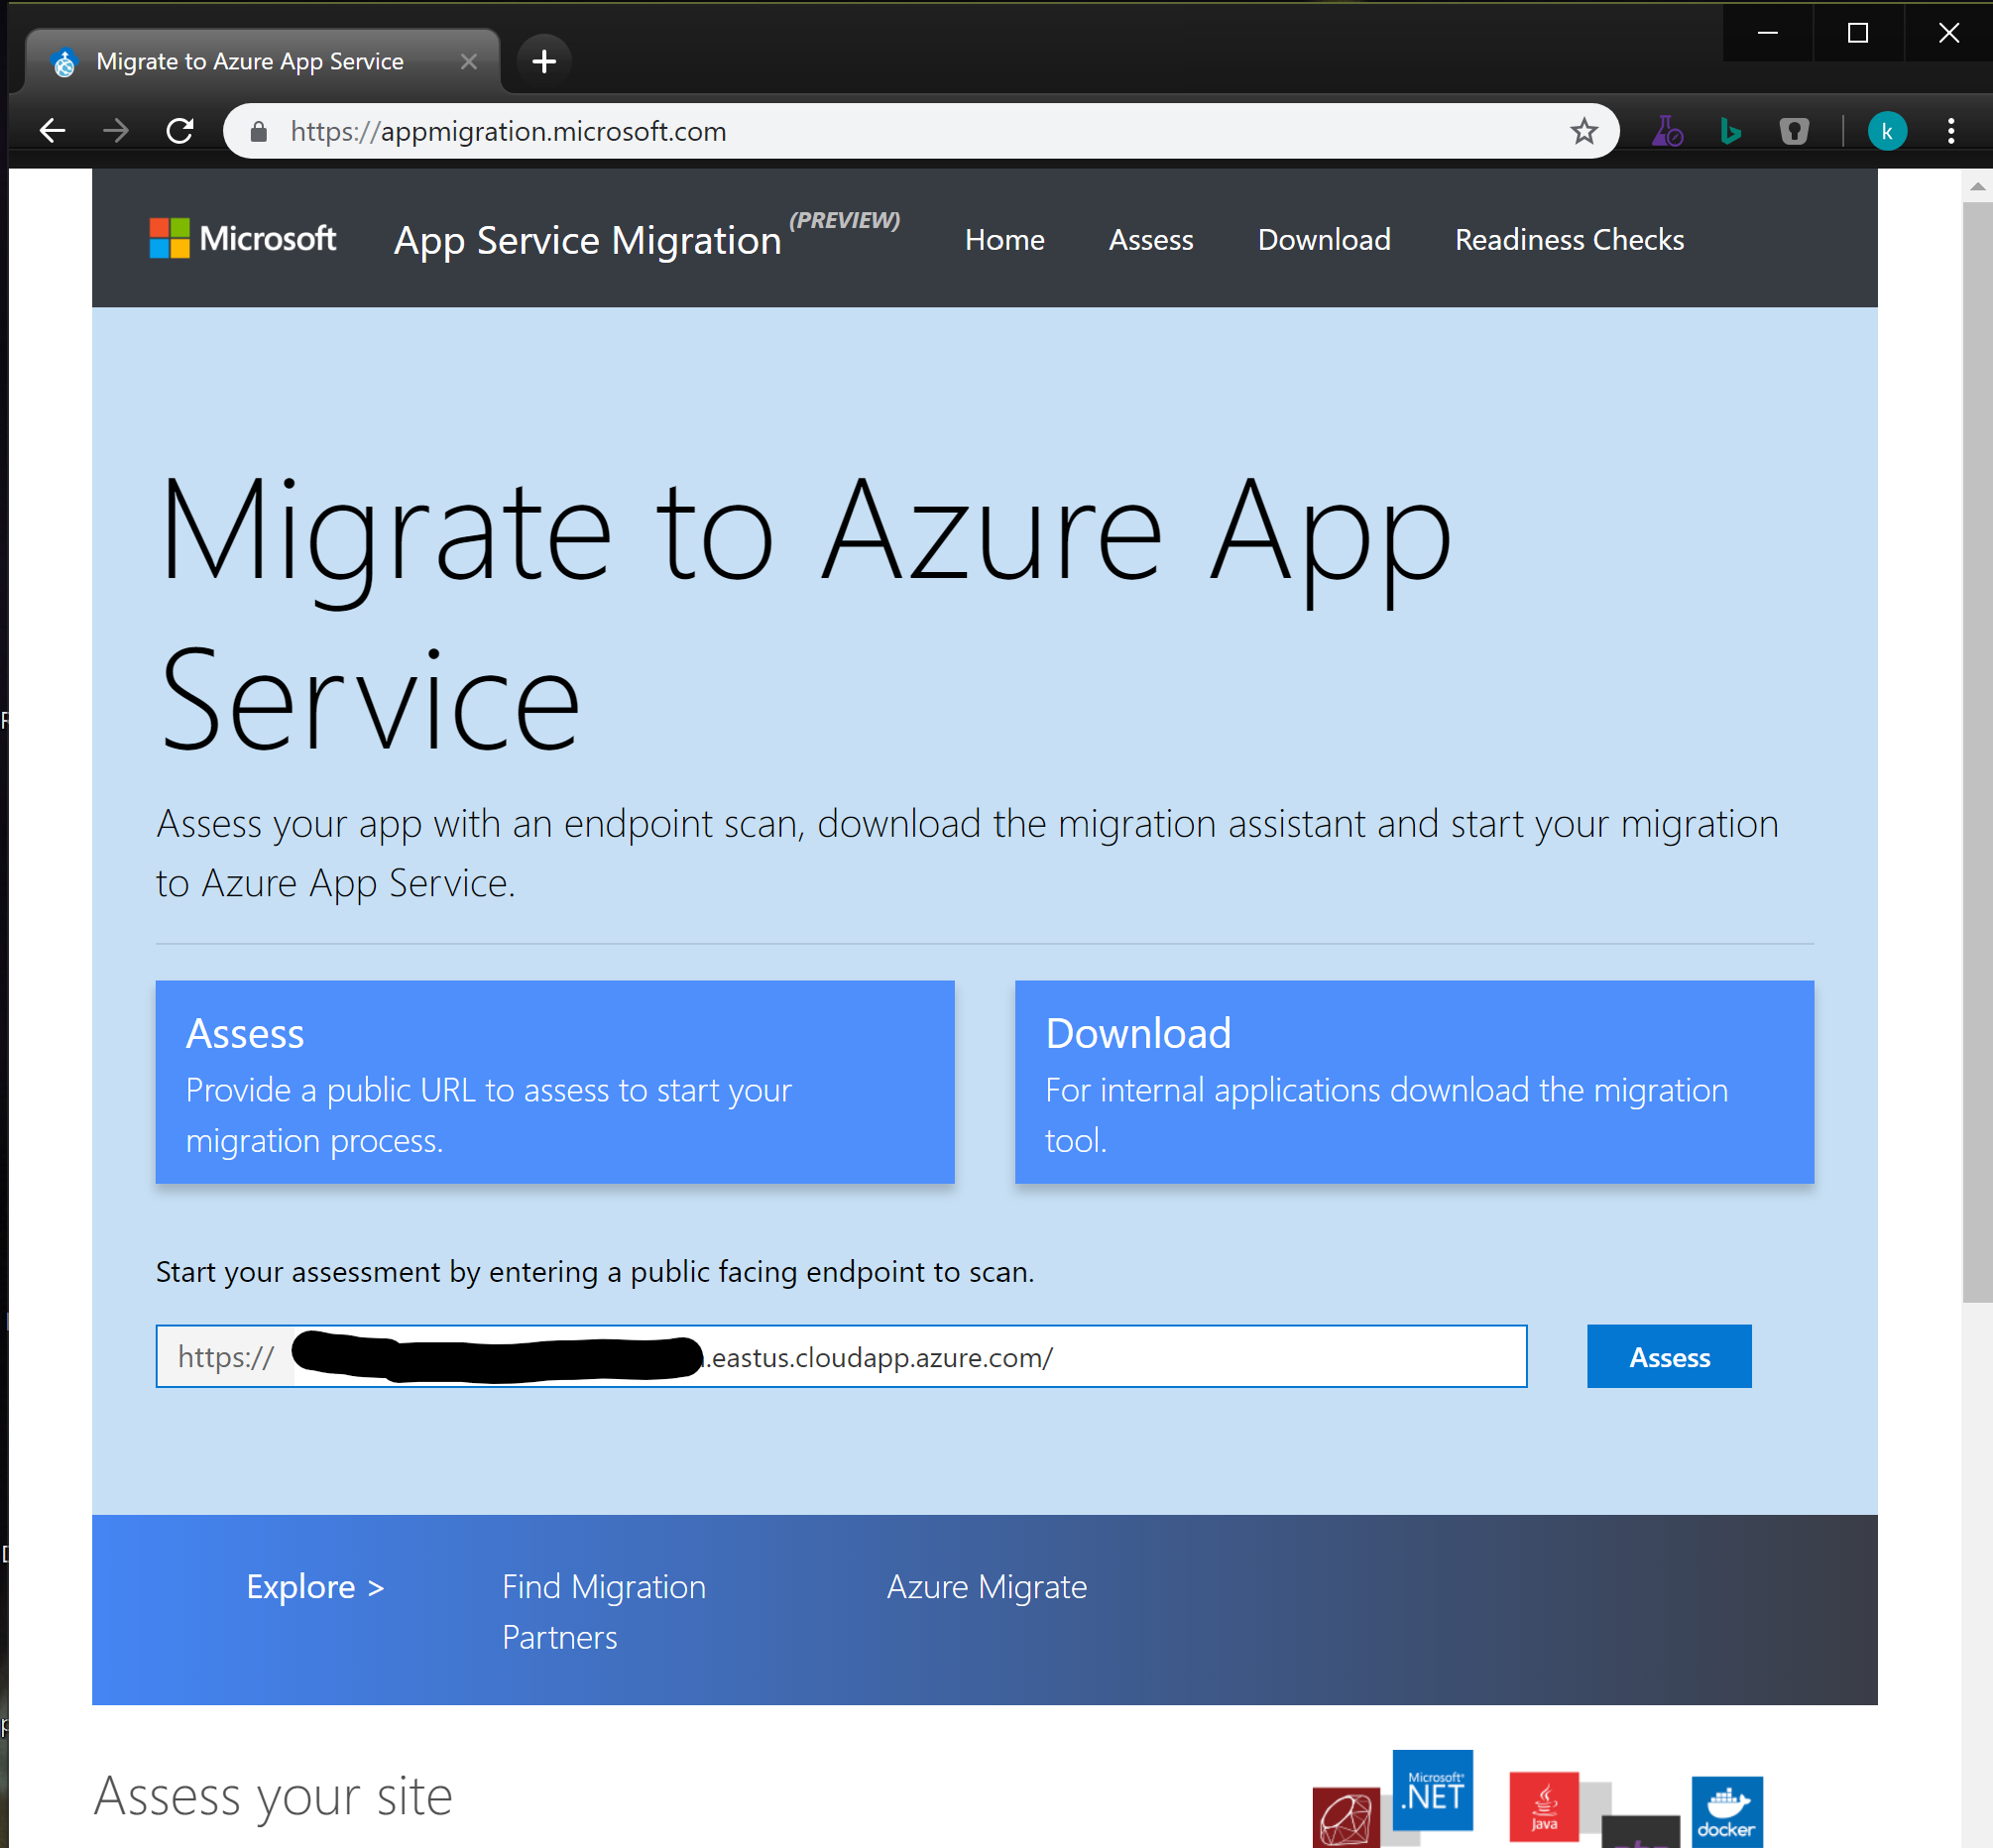 Migrate to Azure App Service
https://appmigration.microsoft.com
k
Microsoft
App Service Migration (PREVIEW)
Home
Assess
Download
Readiness Checks
Migrate to Azure App
Service
Assess your app with an endpoint scan, download the migration assistant and start your migration
to Azure App Service.
Assess
Provide a public URL to assess to start your
migration process.
Download
For internal applications download the migration
tool.
Start your assessment by entering a public facing endpoint to scan.
https:// .eastus.cloudapp.azure.com/
Assess
Explore >
Find Migration
Partners
Azure Migrate
Assess your site
Microsoft
.NET
Java
docker